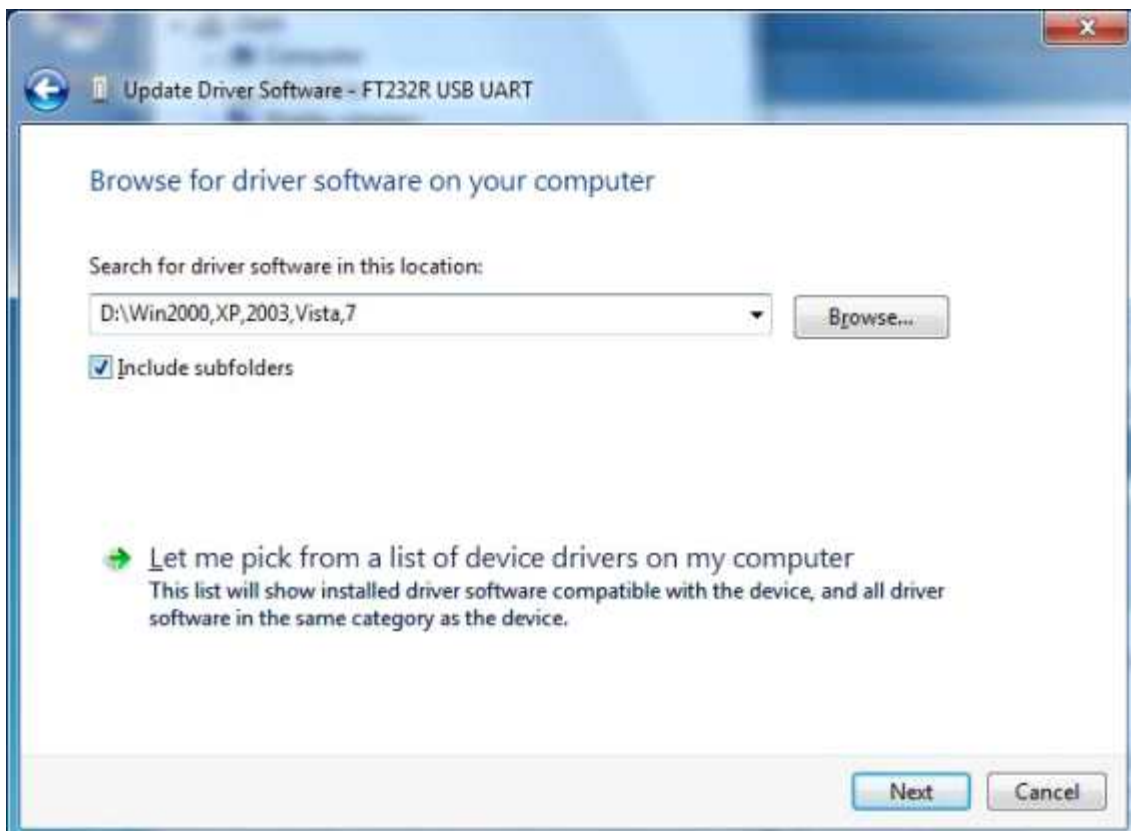 Computer
Update Driver Software - FT232R USB UART
Browse for driver software on your computer
Search for driver software in this location:
D:\Win2000,XP,2003,Vista,7
Browse...
Include subfolders
Let me pick from a list of device drivers on my computer
This list will show installed driver software compatible with the device, and all driver
software in the same category as the device.
Next
Cancel